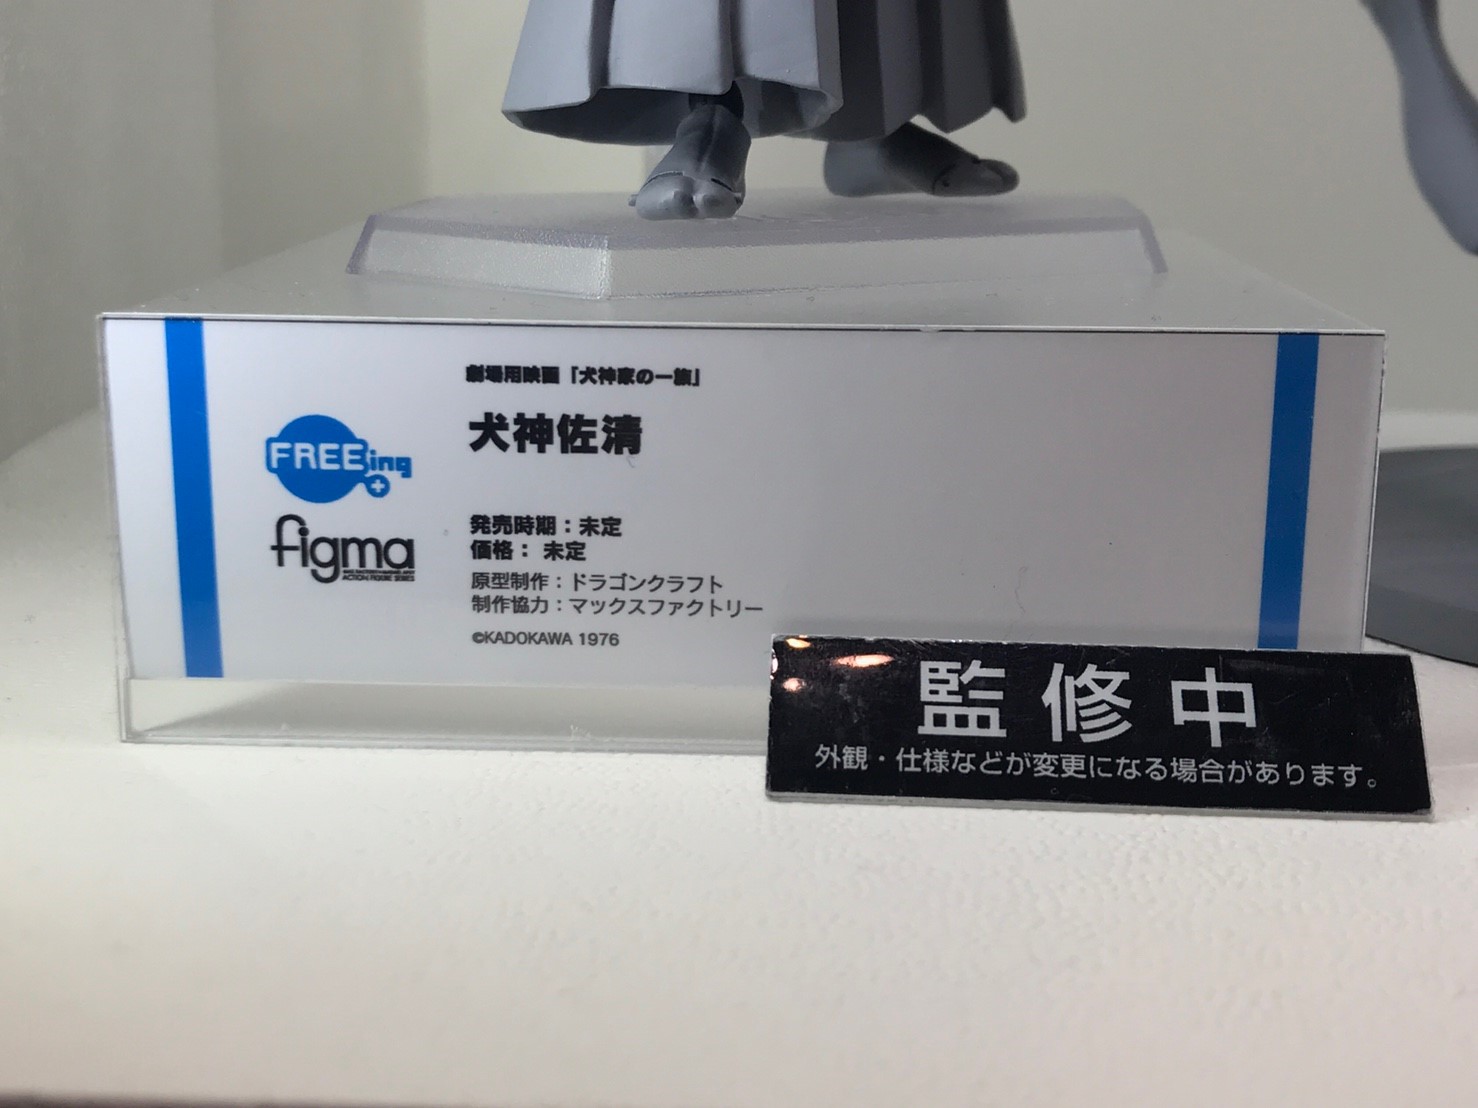 劇場用映画「犬神家の一族」
犬神佐清
FREEing
figma
ACTION FIGURE SERIES
発売時期：未定
価格： 未定
原型制作：ドラゴンクラフト
制作協力：マックスファクトリー
©KADOKAWA 1976
監修中
外観・仕様などが変更になる場合があります。